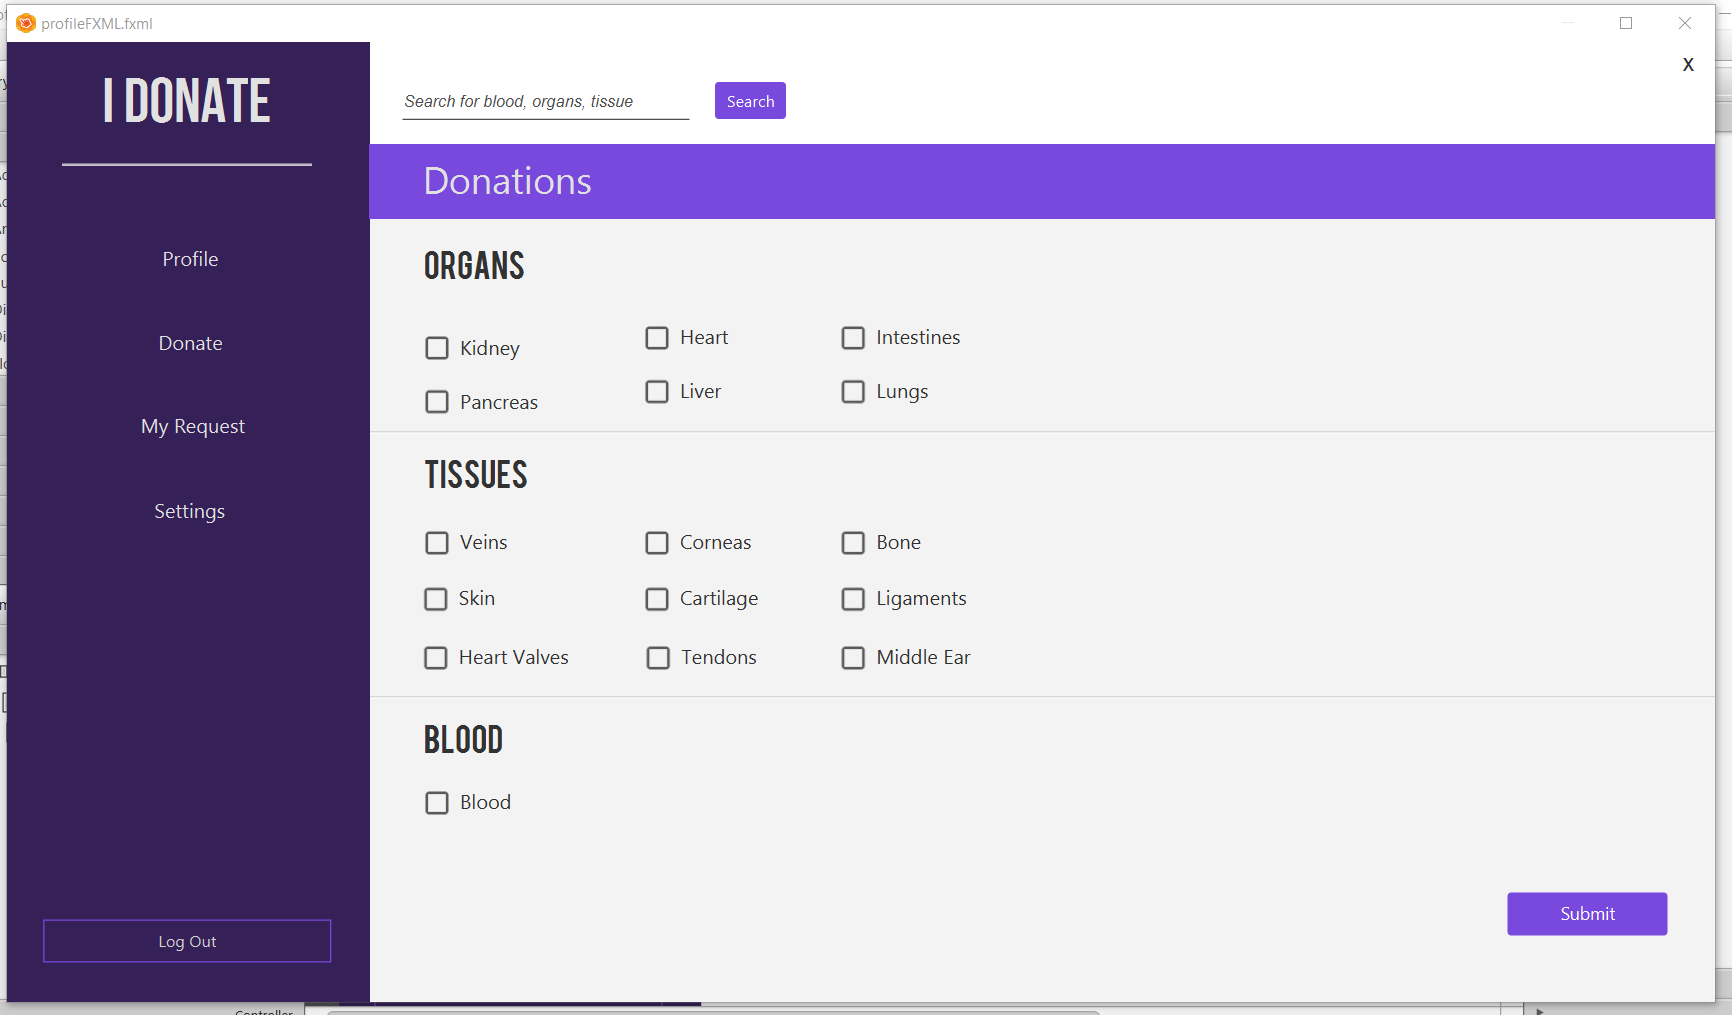 profileFXML.fxml
X
I DONATE
Search for blood, organs, tissue
Search
Donations
Profile
Donate
My Request
Settings
Log Out
ORGANS
Kidney
Heart
Intestines
Pancreas
Liver
Lungs
TISSUES
Veins
Corneas
Bone
Skin
Cartilage
Ligaments
Heart Valves
Tendons
Middle Ear
BLOOD
Blood
Submit